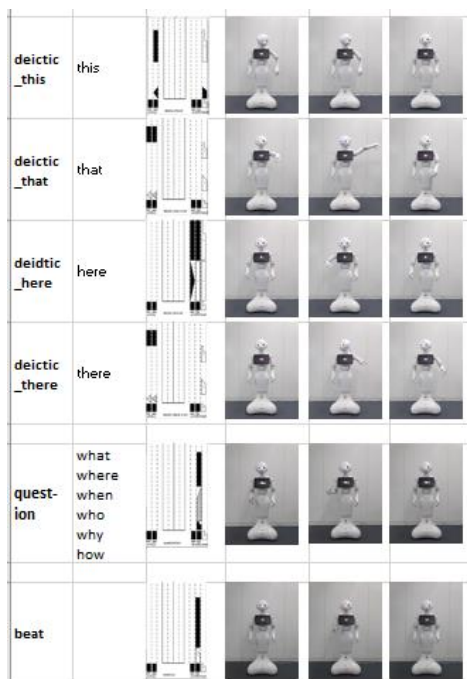 deictic
_this
this
deictic
_that
that
deidtic
_here
here
deictic
_there
there
quest-
ion
what
where
when
who
why
how
beat